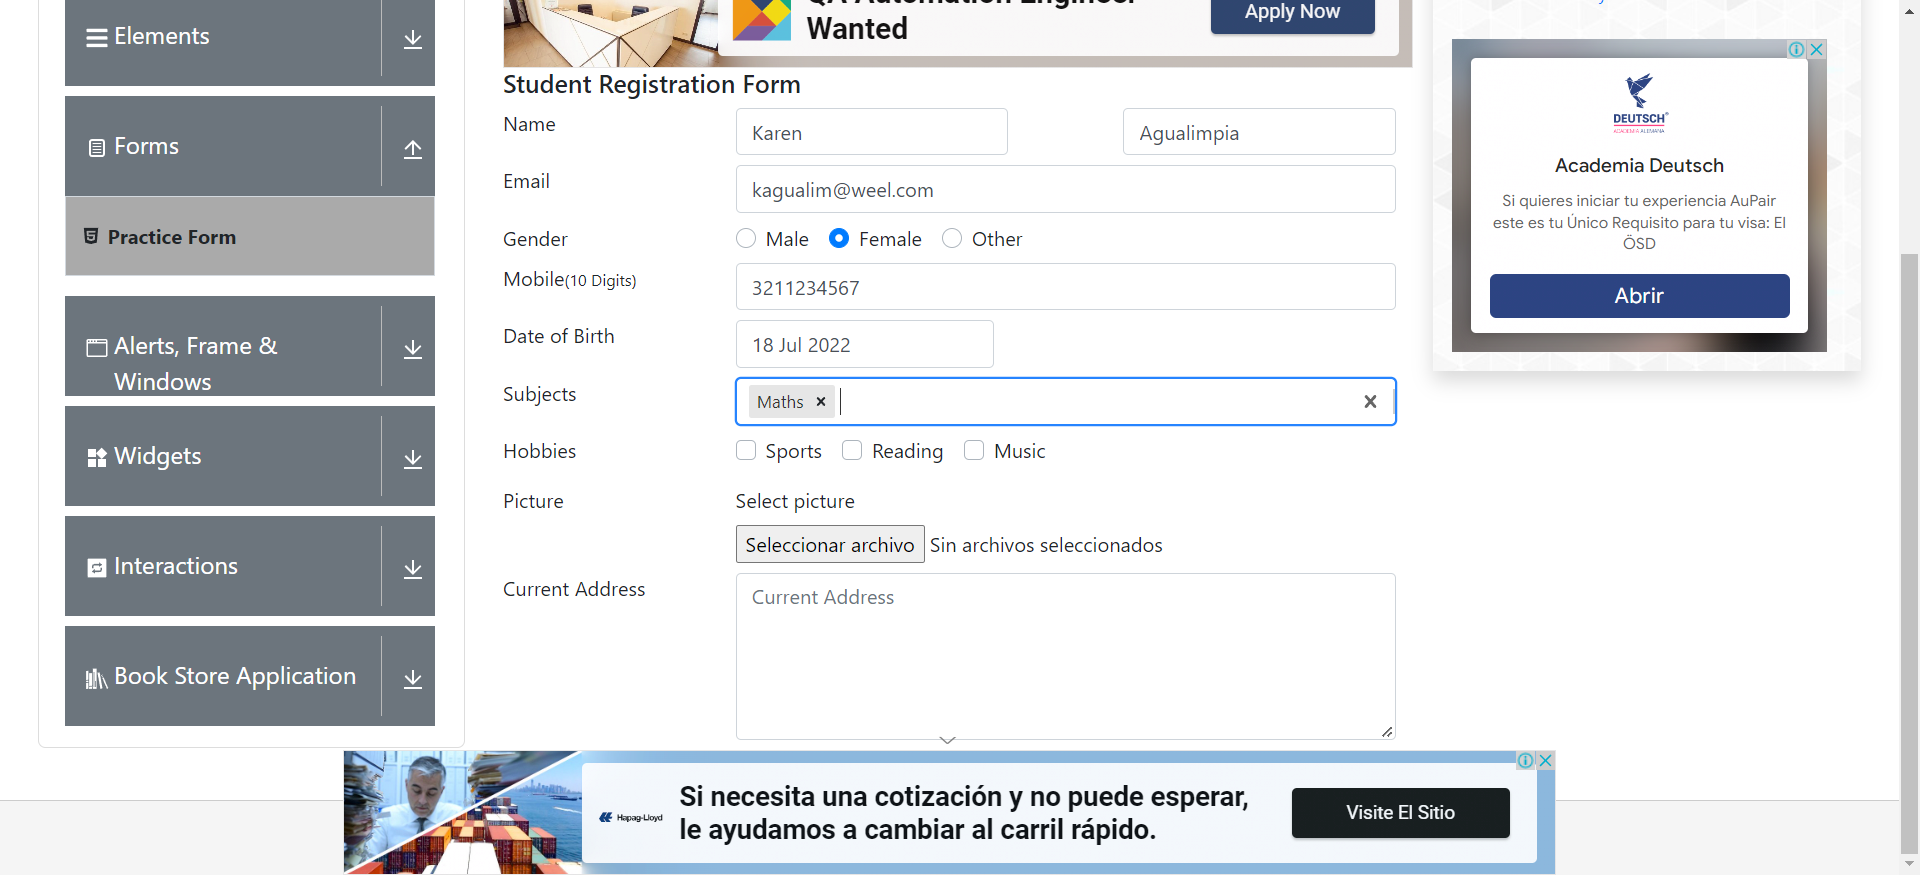 Elements
Forms
Practice Form
Alerts, Frame &
Windows
Widgets
Interactions
Book Store Application
Wanted
Apply Now
Student Registration Form
Name
Karen
Agualimpia
Email
kagualim@weel.com
Gender
Male
Female
Other
Mobile(10 Digits)
3211234567
Date of Birth
18 Jul 2022
Subjects
Maths
Hobbies
Sports
Reading
Music
Picture
Select picture
Seleccionar archivo
Sin archivos seleccionados
Current Address
Current Address
DEUTSCH
ACADEMIA ALEMANA
Academia Deutsch
Si quieres iniciar tu experiencia AuPair
este es tu Único Requisito para tu visa: El
ÖSD
Abrir
Hapag-Lloyd
Si necesita una cotización y no puede esperar,
le ayudamos a cambiar al carril rápido.
Visite El Sitio